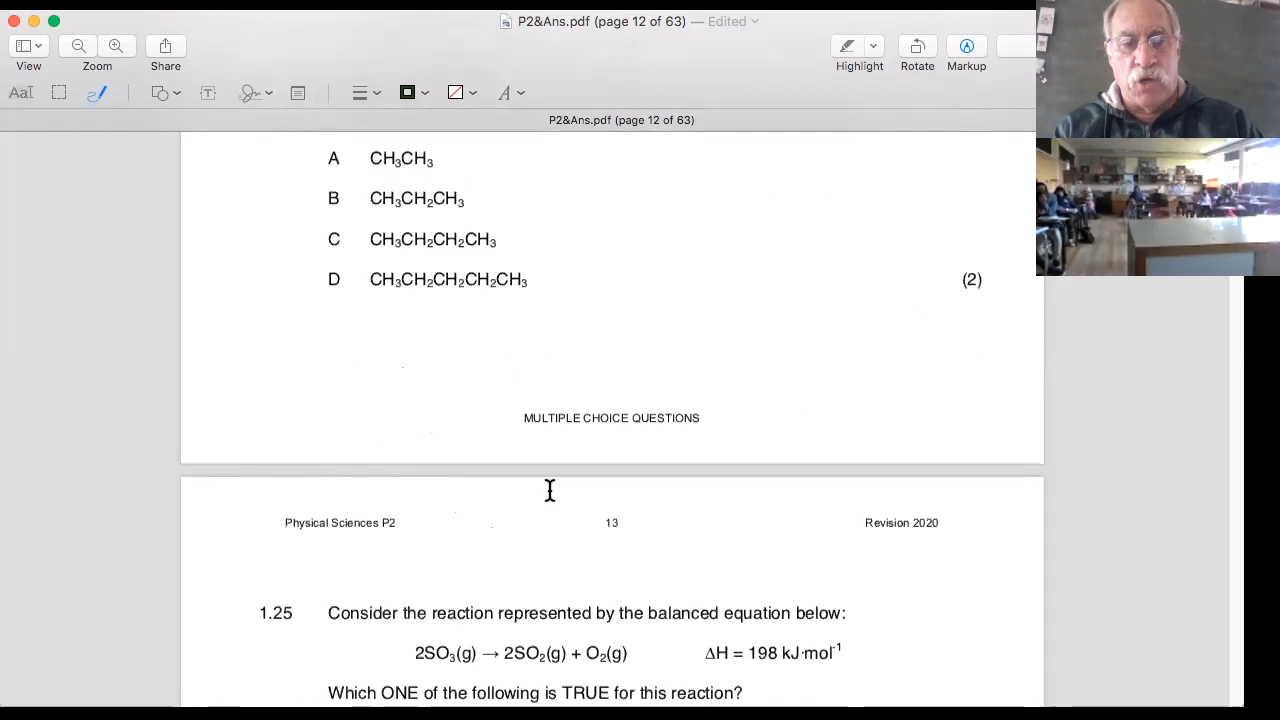 P2&Ans.pdf (page 12 of 63) — Edited
View
Zoom
Share
Highlight
Rotate
Markup
AaI
T
A
P2&Ans.pdf (page 12 of 63)
A CH₃CH₃
B CH₃CH₂CH₃
C CH₃CH₂CH₂CH₃
D CH₃CH₂CH₂CH₂CH₃ (2)
MULTIPLE CHOICE QUESTIONS
Physical Sciences P2 13 Revision 2020
1.25 Consider the reaction represented by the balanced equation below:
2SO₃(g) → 2SO₂(g) + O₂(g) ΔH = 198 kJ·mol⁻¹
Which ONE of the following is TRUE for this reaction?